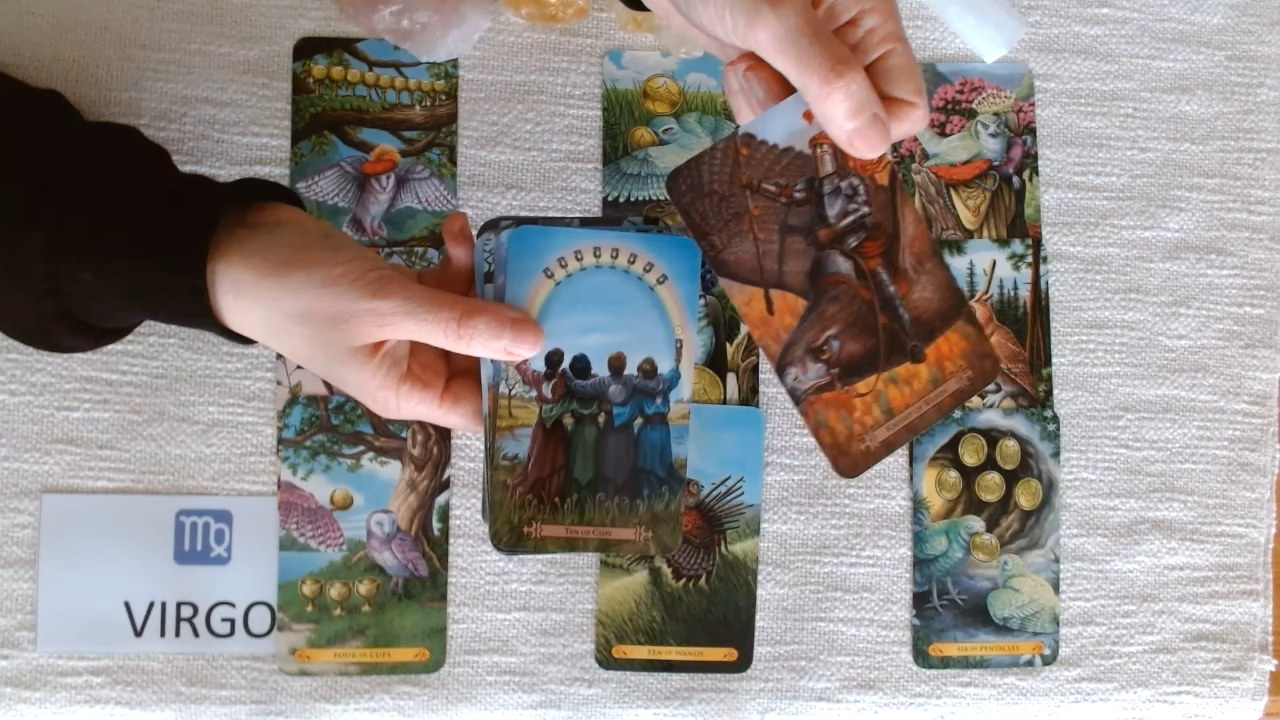 VIRGO
TEN OF CUPS
FOUR OF CUPS
TEN OF WANDS
SIX OF PENTACLES